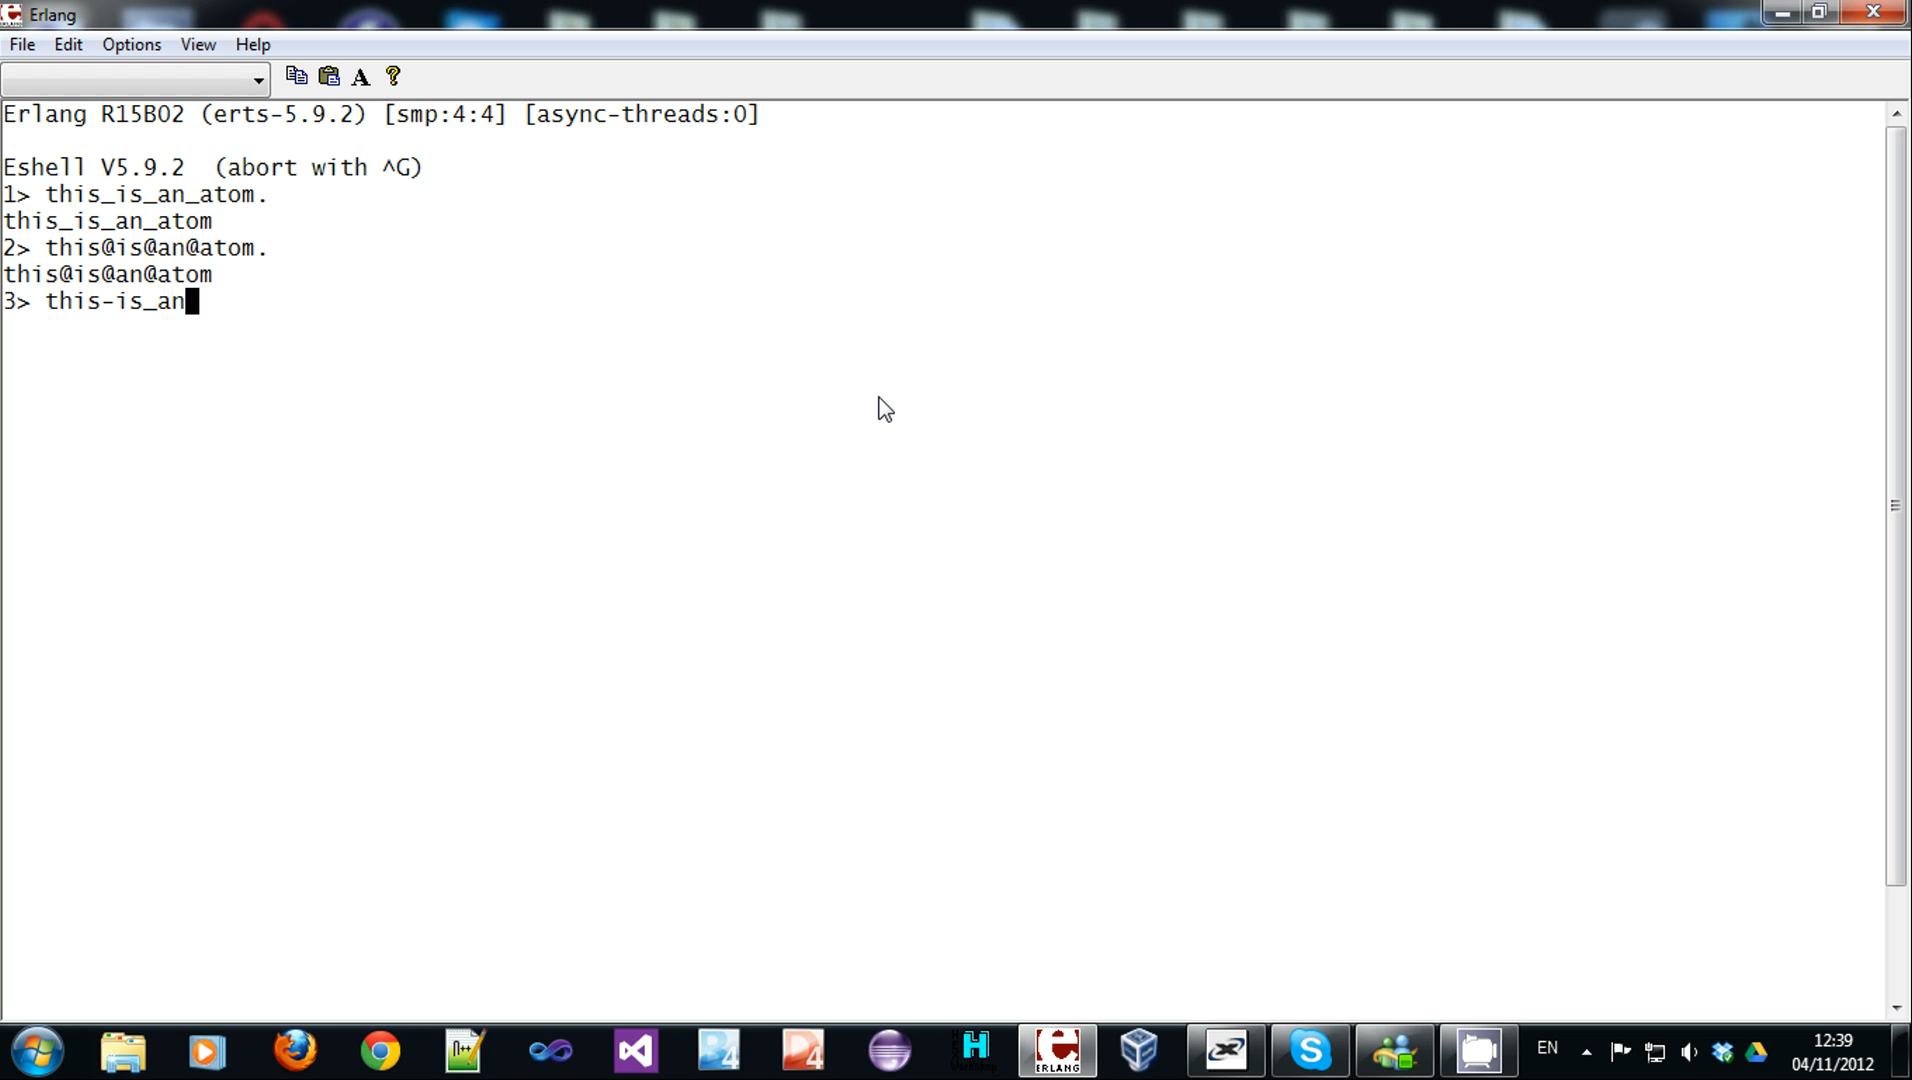 Erlang
File Edit Options View Help
Erlang R15B02 (erts-5.9.2) [smp:4:4] [async-threads:0]
Eshell V5.9.2 (abort with ^G)
1> this_is_an_atom.
this_is_an_atom
2> this@is@an@atom.
this@is@an@atom
3> this-is_an
ERLANG
EN
12:39
04/11/2012